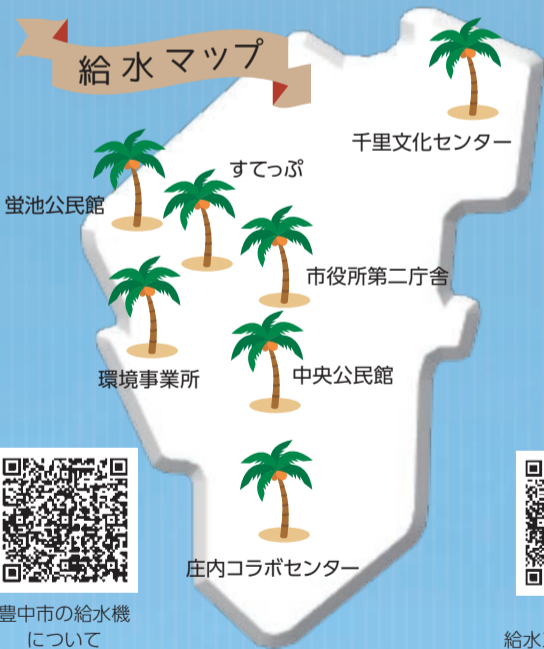 給水マップ
千里文化センター
すてっぷ
蛍池公民館
市役所第二庁舎
環境事業所
中央公民館
庄内コラボセンター
豊中市の給水機
について
給水